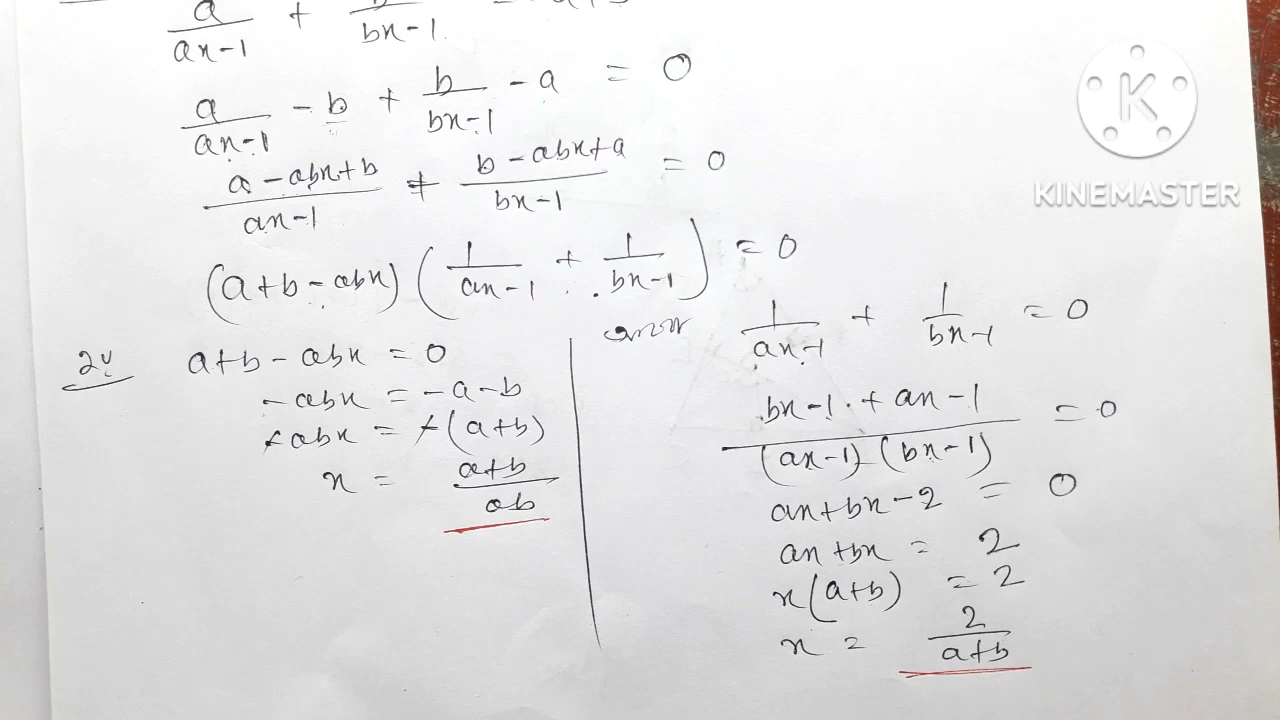 a/(ax-1) + b/(bx-1)
a/(ax-1) - b + b/(bx-1) - a = 0
(a-abx+b)/(ax-1) + (b-abx+a)/(bx-1) = 0
(a+b-abx) (1/(ax-1) + 1/(bx-1)) = 0
a+b-abx = 0
-abx = -a-b
-abx = -(a+b)
x = (a+b)/ab
1/(ax-1) + 1/(bx-1) = 0
(bx-1+ax-1)/((ax-1)(bx-1)) = 0
ax+bx-2 = 0
ax+bx = 2
x(a+b) = 2
x = 2/(a+b)
K
KINEMASTER